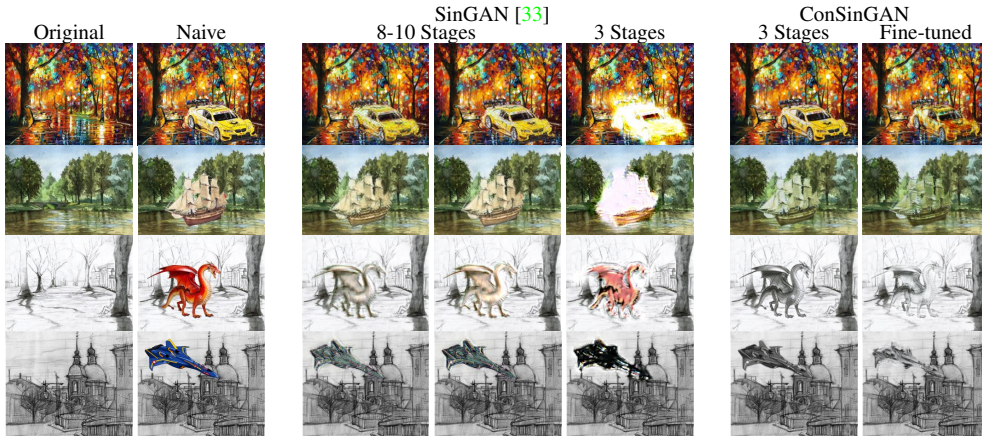 SinGAN [33]
ConSinGAN
Original
Naive
8-10 Stages
3 Stages
3 Stages
Fine-tuned